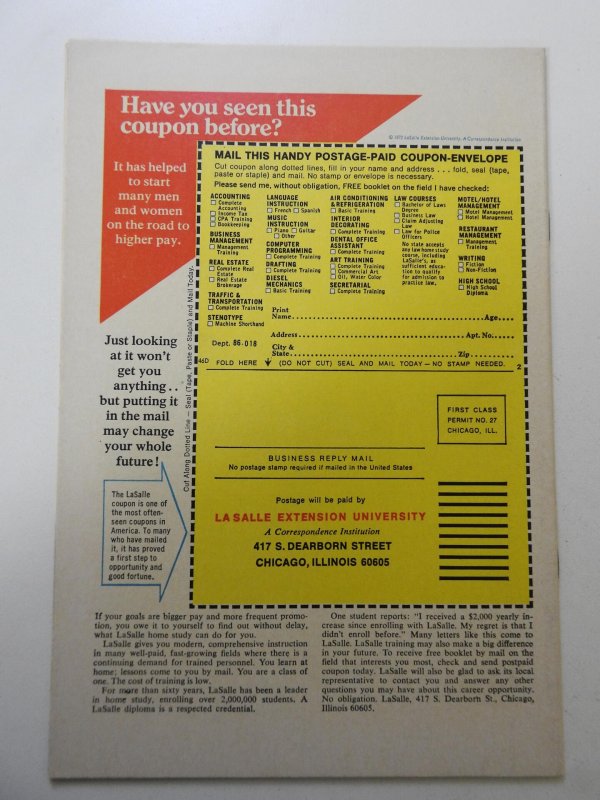 Have you seen this
coupon before?
© 1972 LaSalle Extension University, A Correspondence Institution
It has helped
to start
many men
and women
on the road to
higher pay.
Just looking
at it won't
get you
anything..
but putting it
in the mail
may change
your whole
future!
The LaSalle
coupon is one of
the most often-
seen coupons in
America. To many
who have mailed
it, it has proved
a first step to
opportunity and
good fortune.
Cut Along Dotted Line — Seal (Tape, Paste or Staple) and Mail Today.
MAIL THIS HANDY POSTAGE-PAID COUPON-ENVELOPE
Cut coupon along dotted lines, fill in your name and address . . . fold, seal (tape,
paste or staple) and mail. No stamp or envelope is necessary.
Please send me, without obligation, FREE booklet on the field I have checked:
ACCOUNTING
Complete
Accounting
Income Tax
CPA Training
Bookkeeping
BUSINESS
MANAGEMENT
Management
Training
REAL ESTATE
Complete Real
Estate
Real Estate
Brokerage
TRAFFIC &
TRANSPORTATION
Complete Training
STENOTYPE
Machine Shorthand
LANGUAGE
INSTRUCTION
French Spanish
MUSIC
INSTRUCTION
Piano Guitar
Other
COMPUTER
PROGRAMMING
Complete Training
DRAFTING
Complete Training
DIESEL
MECHANICS
Basic Training
AIR CONDITIONING
& REFRIGERATION
Basic Training
INTERIOR
DECORATING
Complete Training
DENTAL OFFICE
ASSISTANT
Complete Training
ART TRAINING
Complete Training
Commercial Art
Oil, Water Color
SECRETARIAL
Complete Training
LAW COURSES
Bachelor of Laws
Degree
Business Law
Claim Adjusting
Law
Law for Police
Officers
No state accepts
any law home
study course,
including
LaSalle's, as
sufficient educa-
tion to qualify
for admission to
practice law.
MOTEL/HOTEL
MANAGEMENT
Motel Management
Hotel Management
RESTAURANT
MANAGEMENT
Management
Training
WRITING
Fiction
Non-Fiction
HIGH SCHOOL
High School
Diploma
Print
Name........Age....
Address........Apt. No.....
Dept. 86-018
City &
State........Zip........
46D FOLD HERE (DO NOT CUT) SEAL AND MAIL TODAY—NO STAMP NEEDED. 2
FIRST CLASS
PERMIT NO. 27
CHICAGO, ILL.
BUSINESS REPLY MAIL
No postage stamp required if mailed in the United States
Postage will be paid by
LA SALLE EXTENSION UNIVERSITY
A Correspondence Institution
417 S. DEARBORN STREET
CHICAGO, ILLINOIS 60605
If your goals are bigger pay and more frequent promo-
tion, you owe it to yourself to find out without delay,
what LaSalle home study can do for you.
LaSalle gives you modern, comprehensive instruction
in many well-paid, fast-growing fields where there is a
continuing demand for trained personnel. You learn at
home; lessons come to you by mail. You are a class of
one. The cost of training is low.
For more than sixty years, LaSalle has been a leader
in home study, enrolling over 2,000,000 students. A
LaSalle diploma is a respected credential.
One student reports: "I received a $2,000 yearly in-
crease since enrolling with LaSalle. My regret is that I
didn't enroll before." Many letters like this come to
LaSalle. LaSalle training may also make a big difference
in your future. To receive free booklet by mail on the
field that interests you most, check and send postpaid
coupon today. LaSalle will also be glad to ask its local
representative to contact you and answer any other
questions you may have about this career opportunity.
No obligation. LaSalle, 417 S. Dearborn St., Chicago,
Illinois 60605.